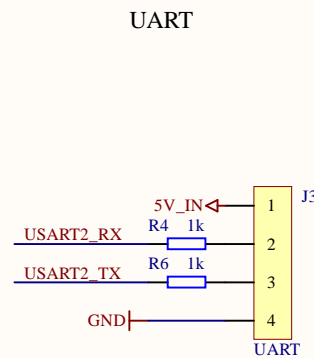 UART
J3
5V_IN 1
R4 1k
USART2_RX 2
R6 1k
USART2_TX 3
GND 4
UART